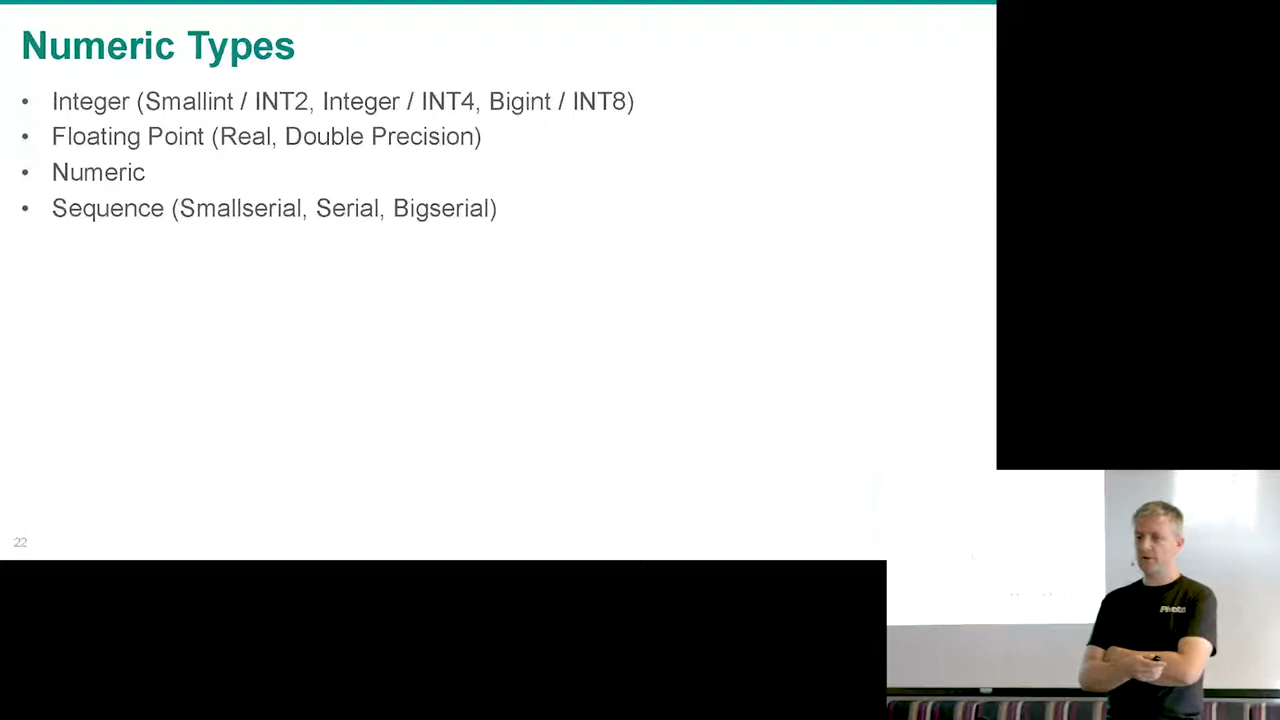 Numeric Types
• Integer (Smallint / INT2, Integer / INT4, Bigint / INT8)
• Floating Point (Real, Double Precision)
• Numeric
• Sequence (Smallserial, Serial, Bigserial)
22
Pivotal